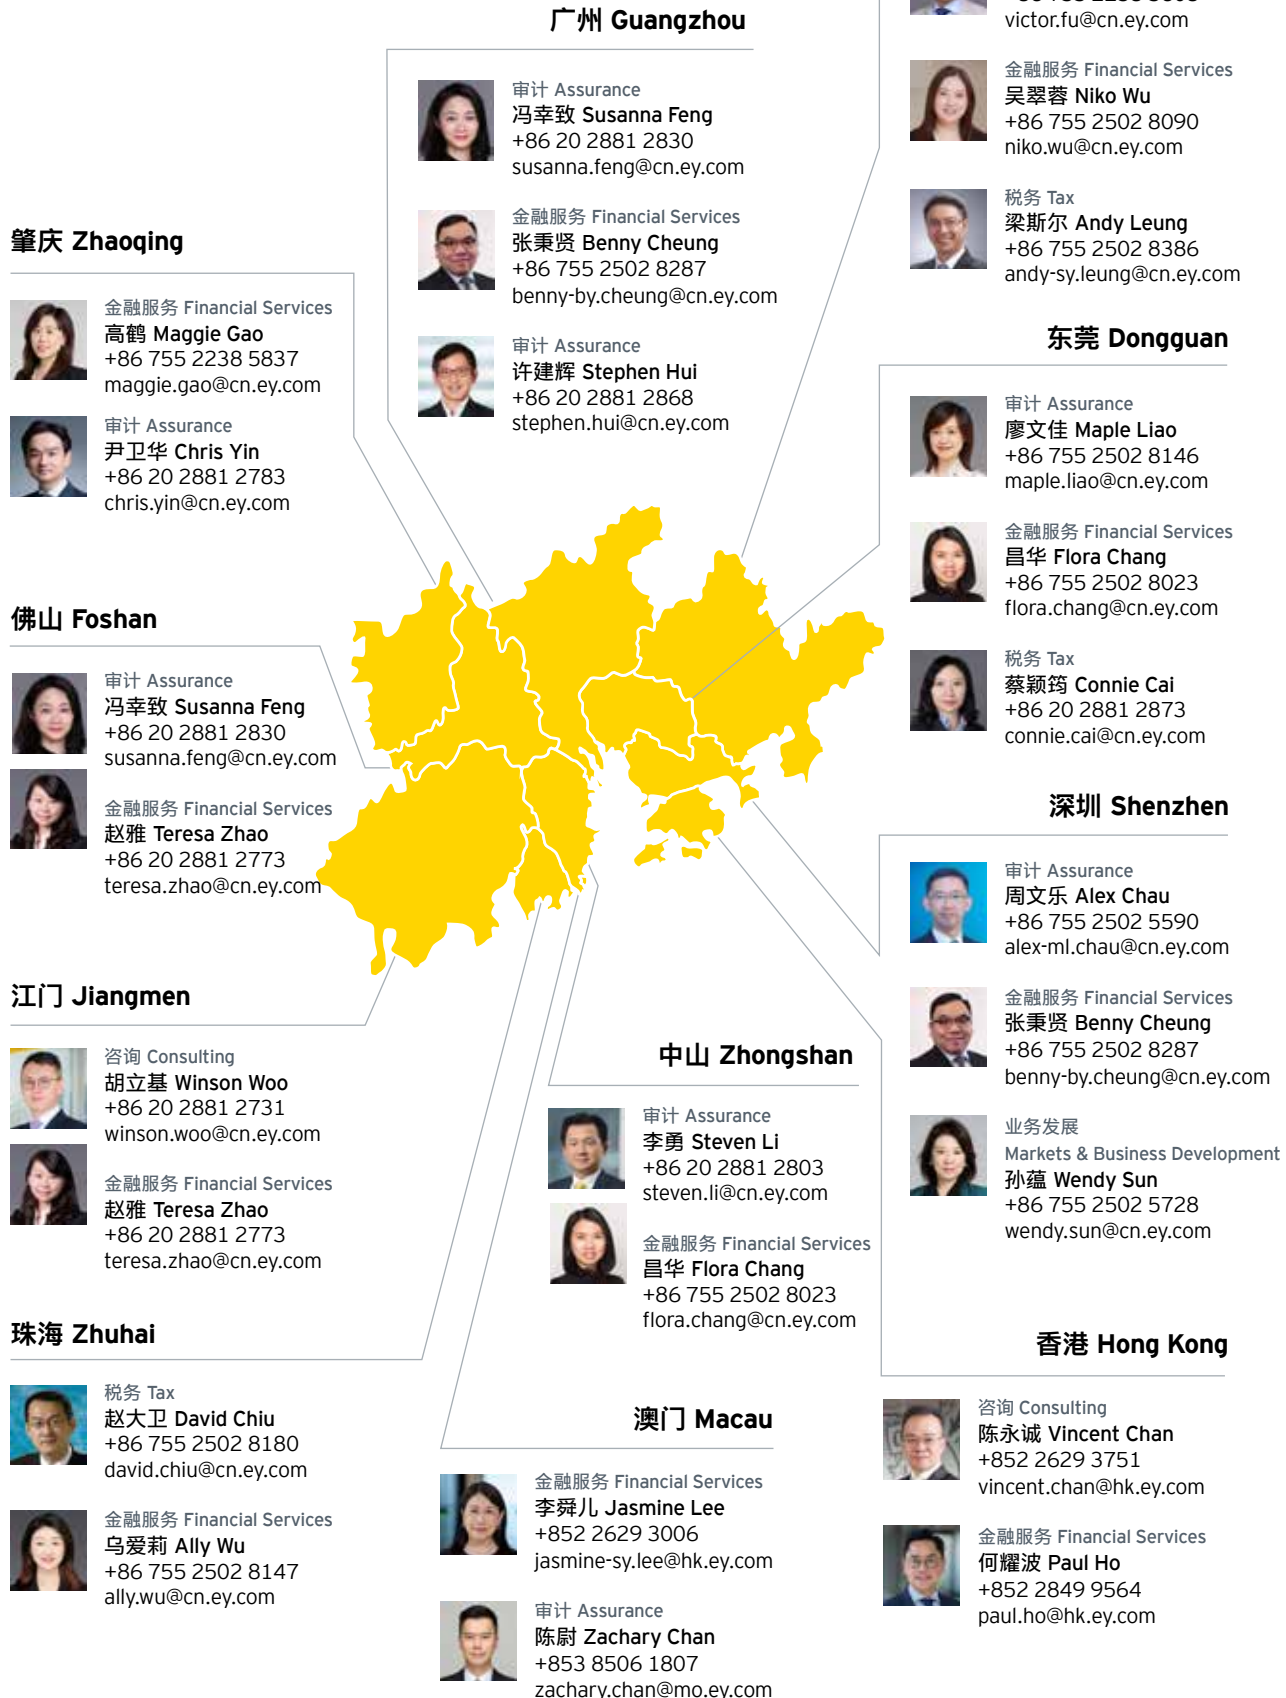 广州 Guangzhou
审计 Assurance
冯幸致 Susanna Feng
+86 20 2881 2830
susanna.feng@cn.ey.com
金融服务 Financial Services
张秉贤 Benny Cheung
+86 755 2502 8287
benny-by.cheung@cn.ey.com
审计 Assurance
许建辉 Stephen Hui
+86 20 2881 2868
stephen.hui@cn.ey.com
victor.fu@cn.ey.com
金融服务 Financial Services
吴翠蓉 Niko Wu
+86 755 2502 8090
niko.wu@cn.ey.com
税务 Tax
梁斯尔 Andy Leung
+86 755 2502 8386
andy-sy.leung@cn.ey.com
肇庆 Zhaoqing
金融服务 Financial Services
高鹤 Maggie Gao
+86 755 2238 5837
maggie.gao@cn.ey.com
审计 Assurance
尹卫华 Chris Yin
+86 20 2881 2783
chris.yin@cn.ey.com
东莞 Dongguan
审计 Assurance
廖文佳 Maple Liao
+86 755 2502 8146
maple.liao@cn.ey.com
金融服务 Financial Services
昌华 Flora Chang
+86 755 2502 8023
flora.chang@cn.ey.com
税务 Tax
蔡颖筠 Connie Cai
+86 20 2881 2873
connie.cai@cn.ey.com
佛山 Foshan
审计 Assurance
冯幸致 Susanna Feng
+86 20 2881 2830
susanna.feng@cn.ey.com
金融服务 Financial Services
赵雅 Teresa Zhao
+86 20 2881 2773
teresa.zhao@cn.ey.com
深圳 Shenzhen
审计 Assurance
周文乐 Alex Chau
+86 755 2502 5590
alex-ml.chau@cn.ey.com
金融服务 Financial Services
张秉贤 Benny Cheung
+86 755 2502 8287
benny-by.cheung@cn.ey.com
业务发展
Markets & Business Development
孙蕴 Wendy Sun
+86 755 2502 5728
wendy.sun@cn.ey.com
江门 Jiangmen
咨询 Consulting
胡立基 Winson Woo
+86 20 2881 2731
winson.woo@cn.ey.com
金融服务 Financial Services
赵雅 Teresa Zhao
+86 20 2881 2773
teresa.zhao@cn.ey.com
中山 Zhongshan
审计 Assurance
李勇 Steven Li
+86 20 2881 2803
steven.li@cn.ey.com
金融服务 Financial Services
昌华 Flora Chang
+86 755 2502 8023
flora.chang@cn.ey.com
珠海 Zhuhai
税务 Tax
赵大卫 David Chiu
+86 755 2502 8180
david.chiu@cn.ey.com
金融服务 Financial Services
乌爱莉 Ally Wu
+86 755 2502 8147
ally.wu@cn.ey.com
澳门 Macau
金融服务 Financial Services
李舜儿 Jasmine Lee
+852 2629 3006
jasmine-sy.lee@hk.ey.com
审计 Assurance
陈尉 Zachary Chan
+853 8506 1807
zachary.chan@mo.ey.com
香港 Hong Kong
咨询 Consulting
陈永诚 Vincent Chan
+852 2629 3751
vincent.chan@hk.ey.com
金融服务 Financial Services
何耀波 Paul Ho
+852 2849 9564
paul.ho@hk.ey.com